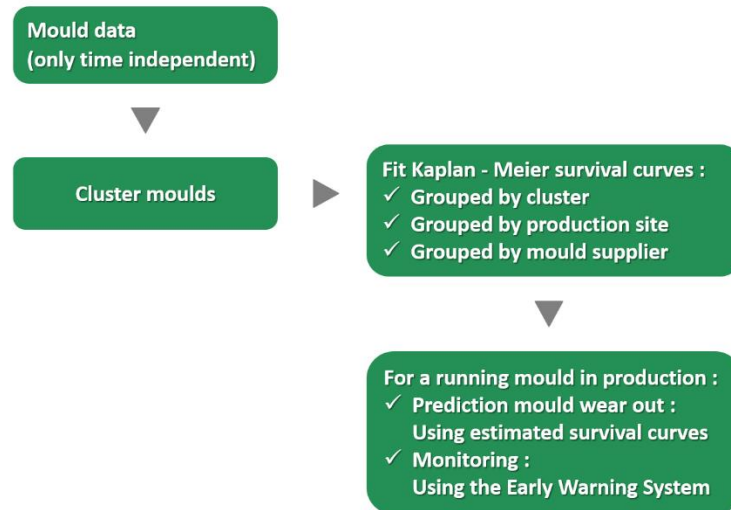 Mould data
(only time independent)
Cluster moulds
Fit Kaplan - Meier survival curves :
✓ Grouped by cluster
✓ Grouped by production site
✓ Grouped by mould supplier
For a running mould in production :
✓ Prediction mould wear out :
Using estimated survival curves
✓ Monitoring :
Using the Early Warning System